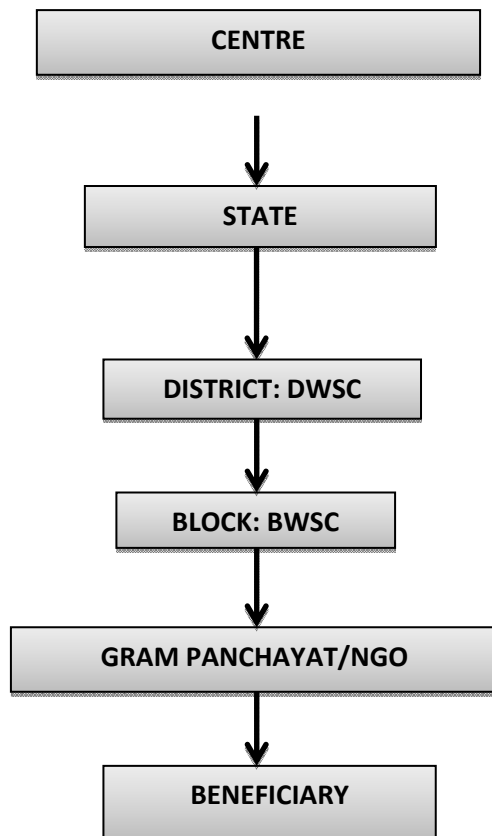 CENTRE
STATE
DISTRICT: DWSC
BLOCK: BWSC
GRAM PANCHAYAT/NGO
BENEFICIARY